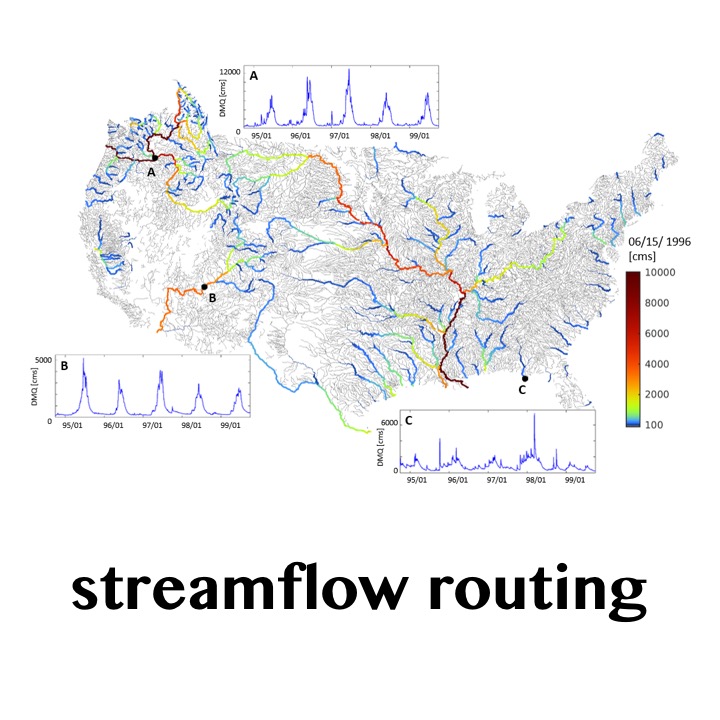 A
12000
DMQ [cms]
0
95/01 96/01 97/01 98/01 99/01
A
06/15/ 1996
[cms]
10000
8000
6000
4000
2000
100
B
B
5000
DMQ [cms]
0
95/01 96/01 97/01 98/01 99/01
C
C
6000
DMQ [cms]
0
95/01 96/01 97/01 98/01 99/01
streamflow routing